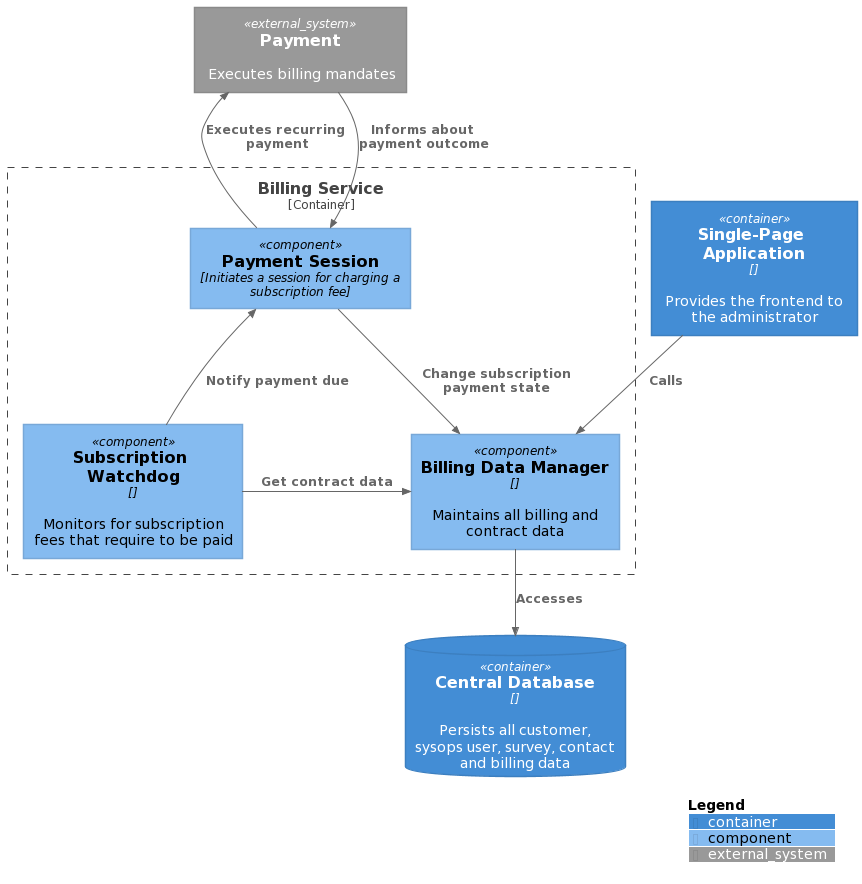 «external_system»
Payment
Executes billing mandates
Executes recurring
payment
Informs about
payment outcome
Billing Service
[Container]
«component»
Payment Session
[Initiates a session for charging a
subscription fee]
«container»
Single-Page
Application
[]
Provides the frontend to
the administrator
Notify payment due
Change subscription
payment state
Calls
«component»
Subscription
Watchdog
[]
Monitors for subscription
fees that require to be paid
Get contract data
«component»
Billing Data Manager
[]
Maintains all billing and
contract data
Accesses
«container»
Central Database
[]
Persists all customer,
sysops user, survey, contact
and billing data
Legend
container
component
external_system